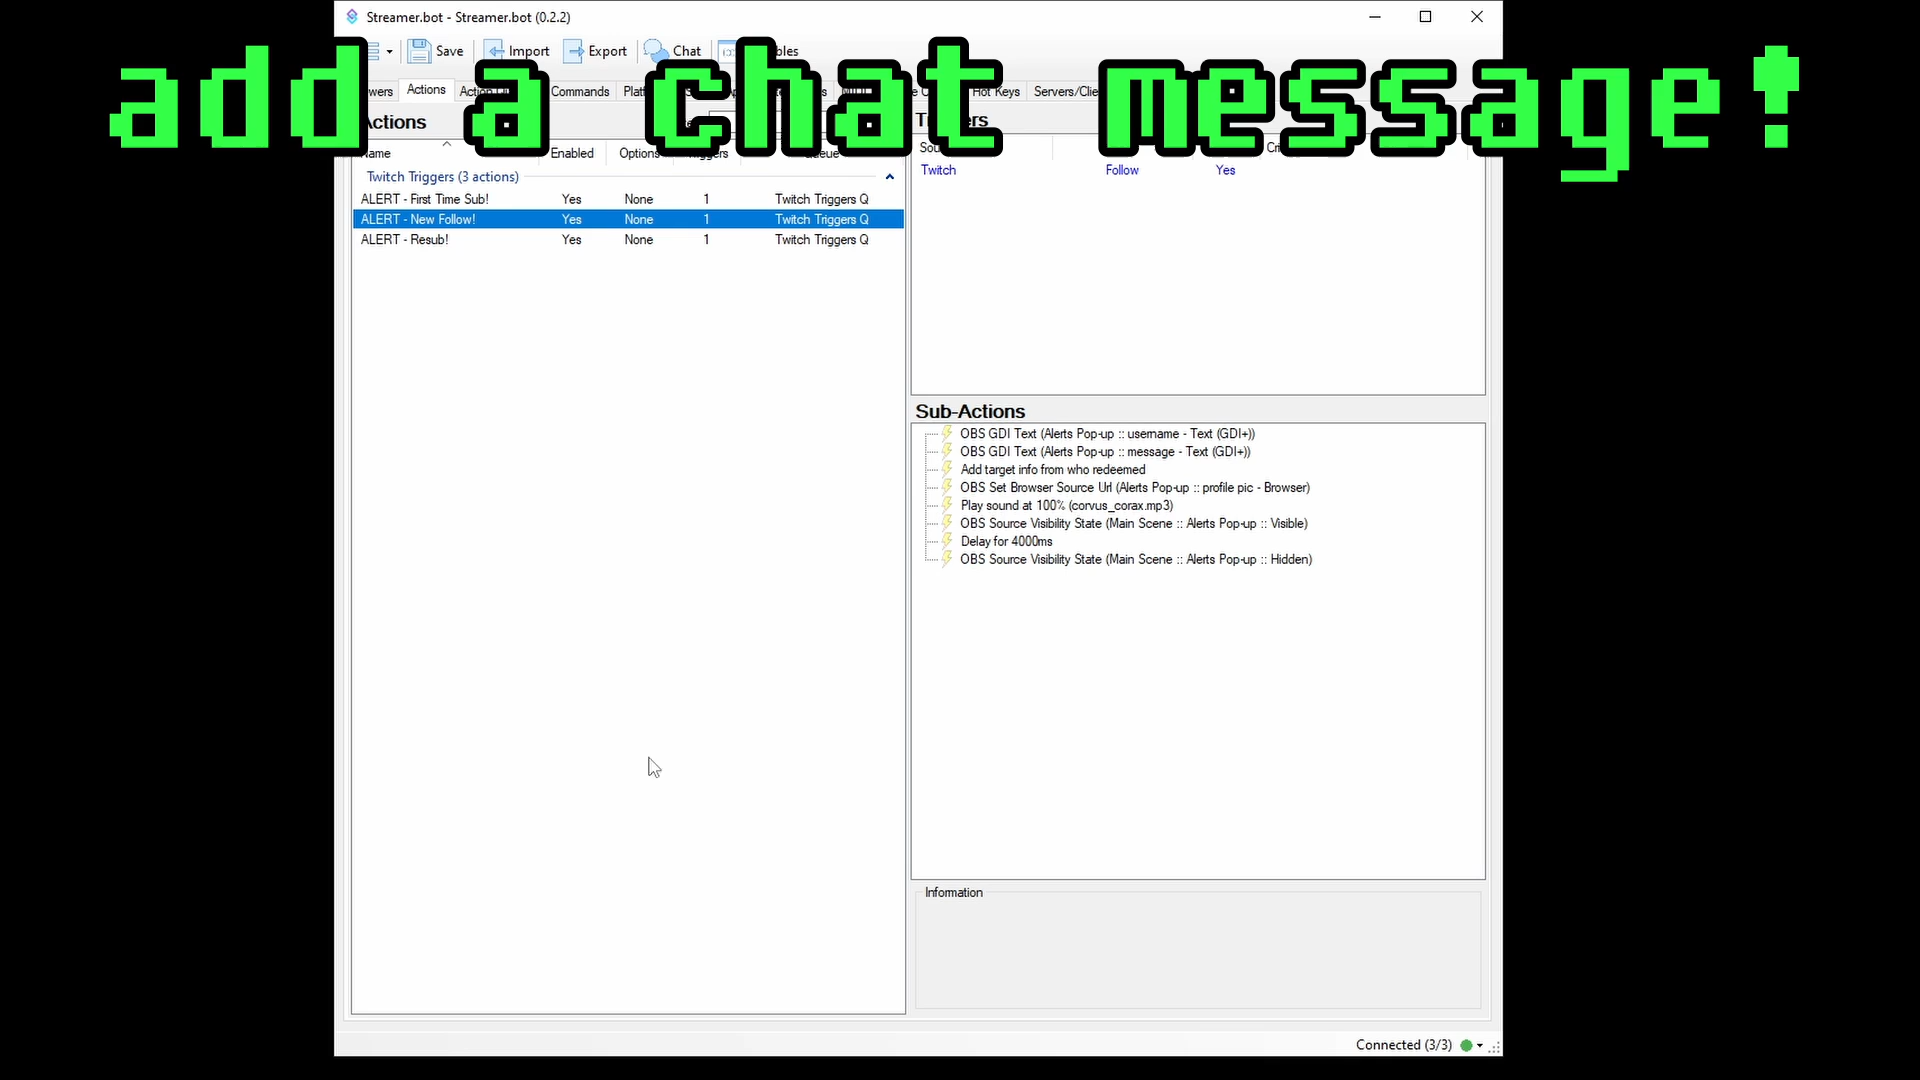 Streamer.bot - Streamer.bot (0.2.2)
Save Import Export Chat
add a chat message!
Actions Commands Hot Keys
Actions
Enabled Options
Twitch Triggers (3 actions)
ALERT - First Time Sub! Yes None 1 Twitch Triggers Q
ALERT - New Follow! Yes None 1 Twitch Triggers Q
ALERT - Resub! Yes None 1 Twitch Triggers Q
Twitch Follow Yes
Sub-Actions
OBS GDI Text (Alerts Pop-up :: username - Text (GDI+))
OBS GDI Text (Alerts Pop-up :: message - Text (GDI+))
Add target info from who redeemed
OBS Set Browser Source Url (Alerts Pop-up :: profile pic - Browser)
Play sound at 100% (corvus_corax.mp3)
OBS Source Visibility State (Main Scene :: Alerts Pop-up :: Visible)
Delay for 4000ms
OBS Source Visibility State (Main Scene :: Alerts Pop-up :: Hidden)
Information
Connected (3/3)